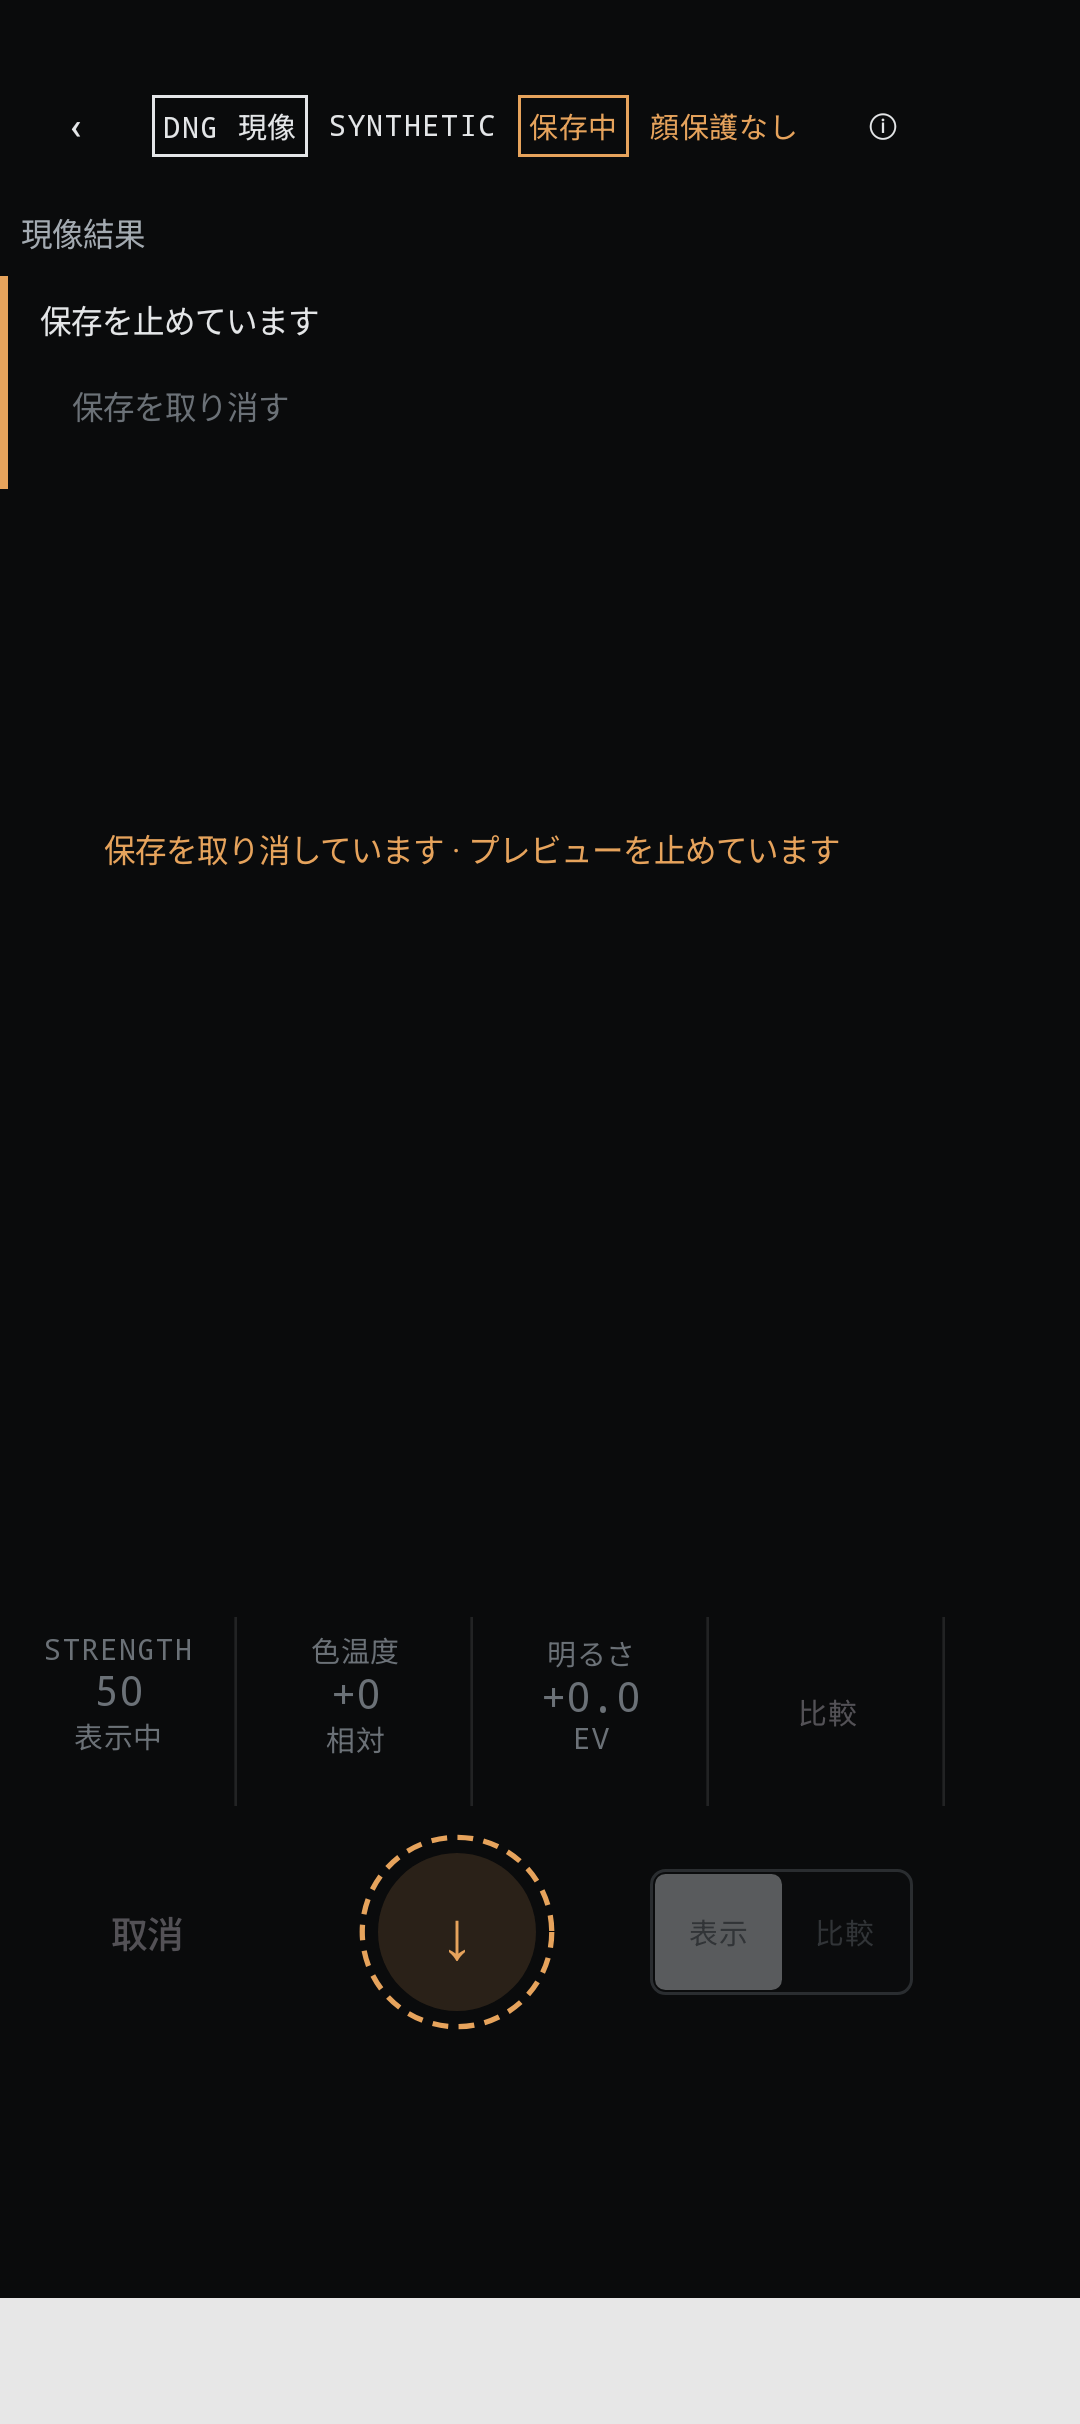 ‹ DNG 現像 SYNTHETIC 保存中 顔保護なし ⓘ
現像結果
保存を止めています
保存を取り消す
保存を取り消しています · プレビューを止めています
STRENGTH
50
表示中
色温度
+0
相対
明るさ
+0.0
EV
比較
取消
↓
表示 比較